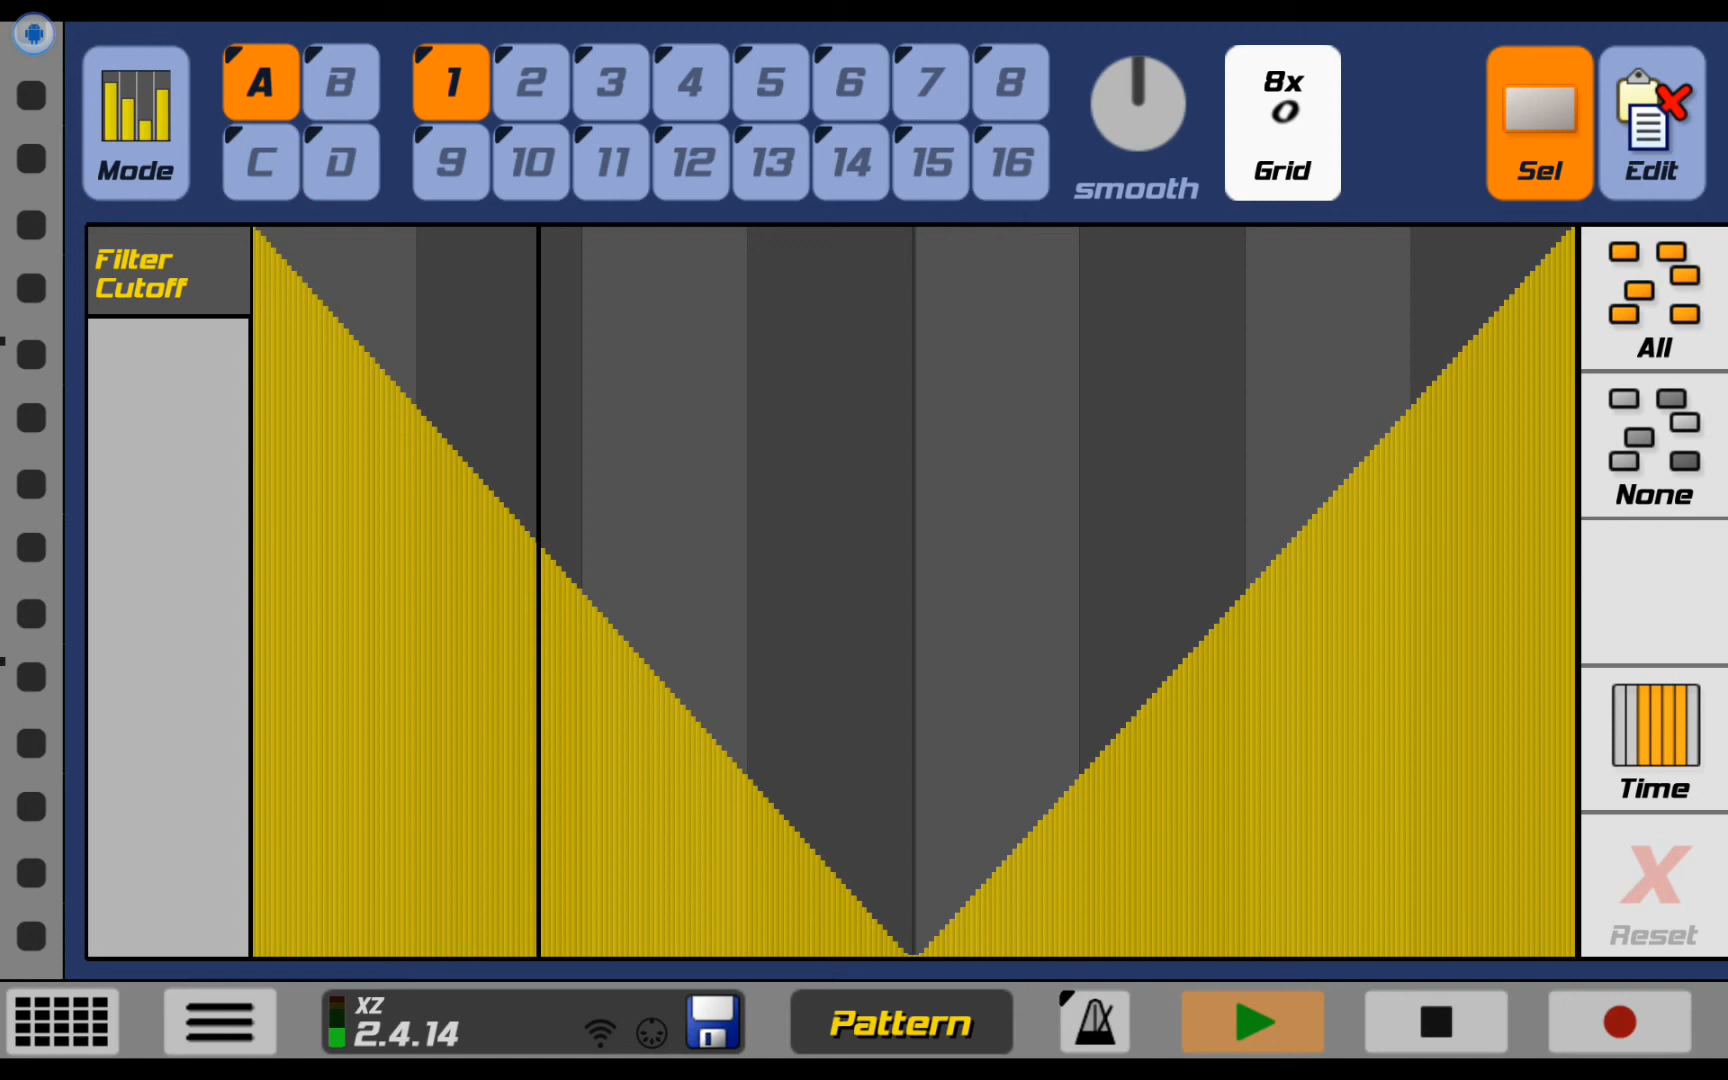 Mode
A B
C D
1 2 3 4 5 6 7 8
9 10 11 12 13 14 15 16
smooth
8x
Grid
Sel
Edit
Filter
Cutoff
All
None
Time
X
Reset
XZ
2.4.14
Pattern